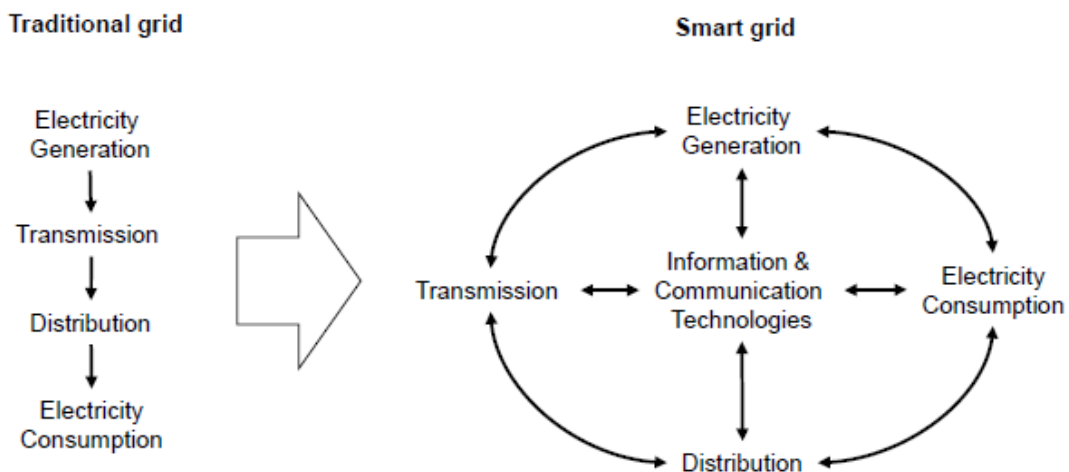 Traditional grid
Electricity
Generation
Transmission
Distribution
Electricity
Consumption
Smart grid
Electricity
Generation
Transmission
Information &
Communication
Technologies
Electricity
Consumption
Distribution